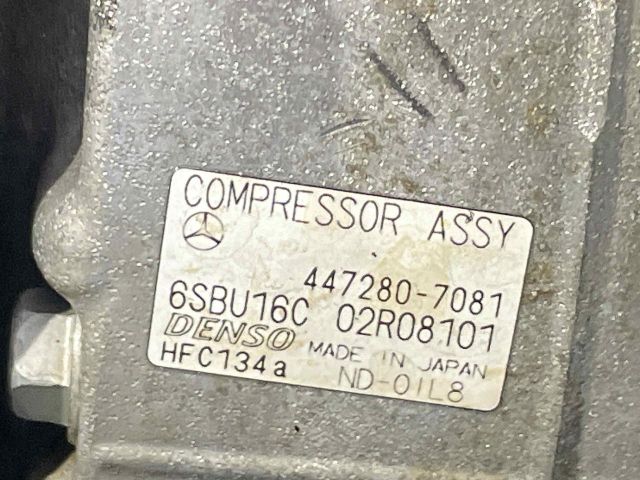 COMPRESSOR ASSY
447280-7081
6SBU16C 02R08101
DENSO MADE IN JAPAN
HFC134a ND-OIL8